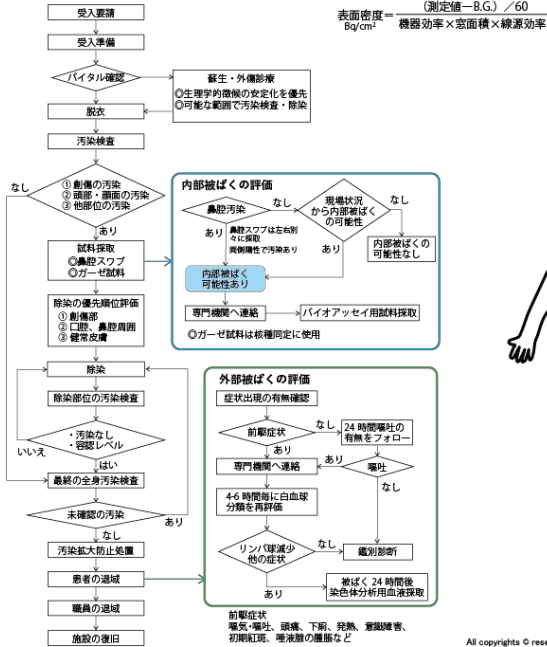 受入要請
受入準備
バイタル確認
蘇生・外傷診療
◎生理学的徴候の安定化を優先
◎可能な範囲で汚染検査・除染
脱衣
汚染検査
なし
① 創傷の汚染
② 頭部・顔面の汚染
③ 他部位の汚染
あり
試料採取
◎鼻腔スワブ
◎ガーゼ試料
除染の優先順位評価
① 創傷部
② 口腔、鼻腔周囲
③ 健常皮膚
除染
除染部位の汚染検査
・汚染なし
・容認レベル
いいえ
はい
最終の全身汚染検査
未確認の汚染
あり
なし
汚染拡大防止処置
患者の退域
職員の退域
施設の復旧
表面密度＝
Bq/cm²
（測定値－B.G.）／60
機器効率×窓面積×線源効率
内部被ばくの評価
鼻腔汚染
なし
現場状況
から内部被ばく
の可能性
なし
あり
鼻腔スワブは左右別
々に採取
両側陽性で汚染あり
あり
内部被ばくの
可能性なし
内部被ばく
可能性あり
専門機関へ連絡
バイオアッセイ用試料採取
◎ガーゼ試料は核種同定に使用
外部被ばくの評価
症状出現の有無確認
前駆症状
なし
24 時間嘔吐の
有無をフォロー
あり
専門機関へ連絡
あり
嘔吐
なし
4-6 時間毎に白血球
分類を再評価
リンパ球減少
他の症状
なし
鑑別診断
あり
被ばく 24 時間後
染色体分析用血液採取
前駆症状
嘔気・嘔吐、頭痛、下痢、発熱、意識障害、
初期紅斑、唾液腺の腫脹など
All copyrights © rese